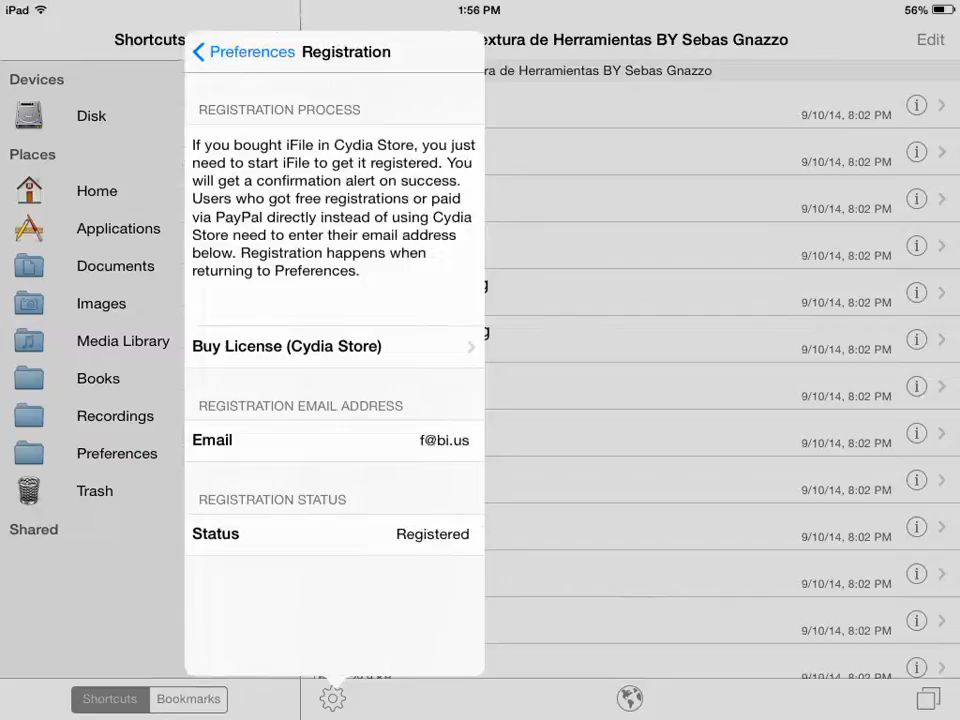 iPad
1:56 PM
56%
Shortcuts
extura de Herramientas BY Sebas Gnazzo
Edit
ra de Herramientas BY Sebas Gnazzo
Preferences
Registration
Devices
Disk
Places
Home
Applications
Documents
Images
Media Library
Books
Recordings
Preferences
Trash
Shared
REGISTRATION PROCESS
If you bought iFile in Cydia Store, you just
need to start iFile to get it registered. You
will get a confirmation alert on success.
Users who got free registrations or paid
via PayPal directly instead of using Cydia
Store need to enter their email address
below. Registration happens when
returning to Preferences.
Buy License (Cydia Store)
REGISTRATION EMAIL ADDRESS
Email f@bi.us
REGISTRATION STATUS
Status Registered
9/10/14, 8:02 PM
9/10/14, 8:02 PM
9/10/14, 8:02 PM
9/10/14, 8:02 PM
g 9/10/14, 8:02 PM
g 9/10/14, 8:02 PM
9/10/14, 8:02 PM
9/10/14, 8:02 PM
9/10/14, 8:02 PM
9/10/14, 8:02 PM
9/10/14, 8:02 PM
9/10/14, 8:02 PM
9/10/14, 8:02 PM
Shortcuts
Bookmarks